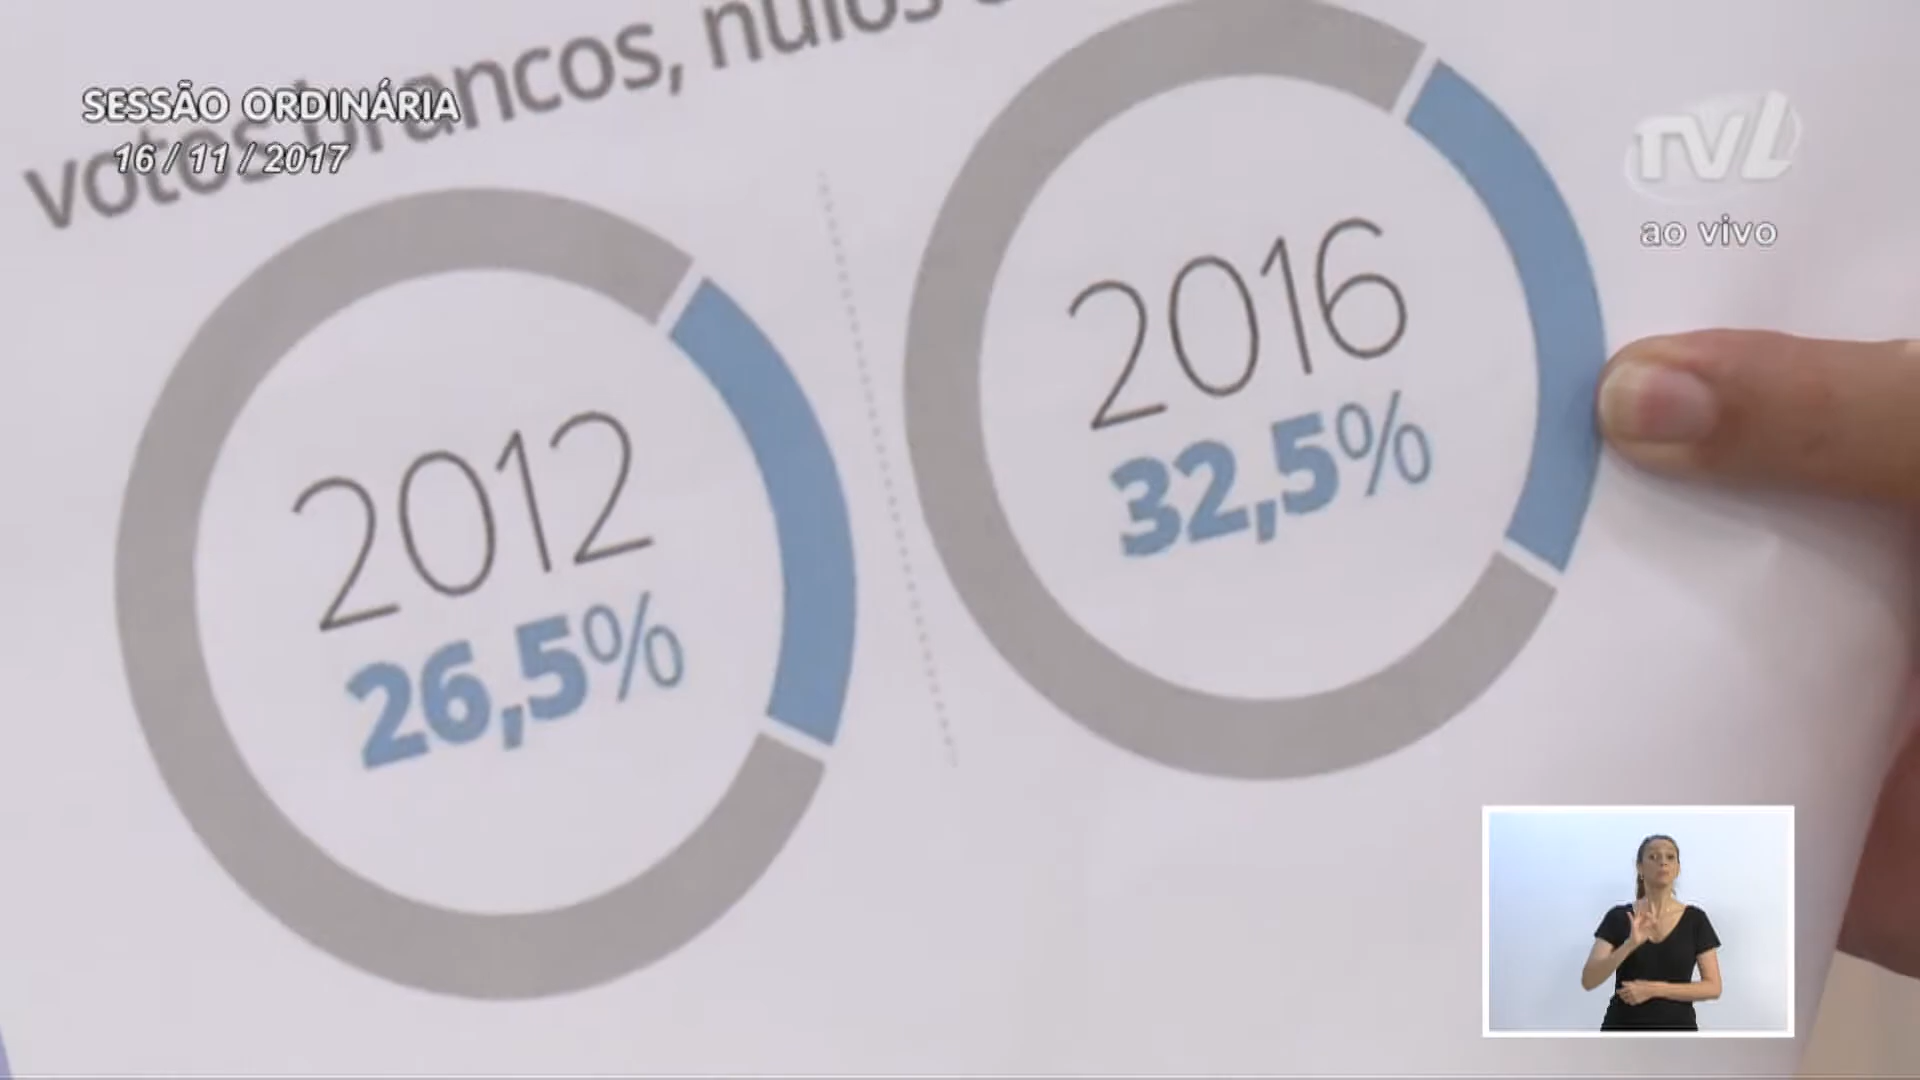 votos brancos, nulos
SESSÃO ORDINÁRIA
16/11/2017
TVL
ao vivo
2012
26,5%
2016
32,5%